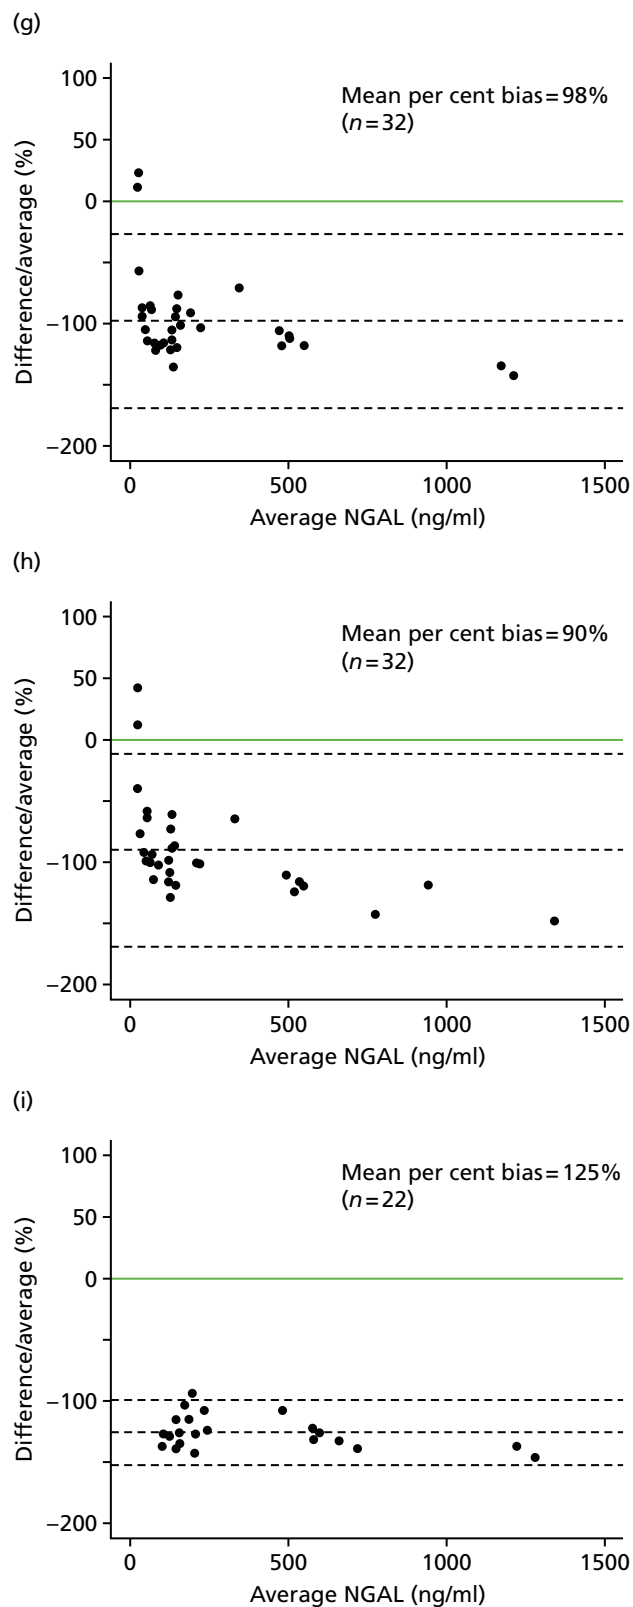 (g)
100
50
0
−100
−200
Difference/average (%)
Mean per cent bias=98%
(n=32)
0 500 1000 1500
Average NGAL (ng/ml)
(h)
100
50
0
−100
−200
Difference/average (%)
Mean per cent bias=90%
(n=32)
0 500 1000 1500
Average NGAL (ng/ml)
(i)
100
50
0
−100
−200
Difference/average (%)
Mean per cent bias=125%
(n=22)
0 500 1000 1500
Average NGAL (ng/ml)